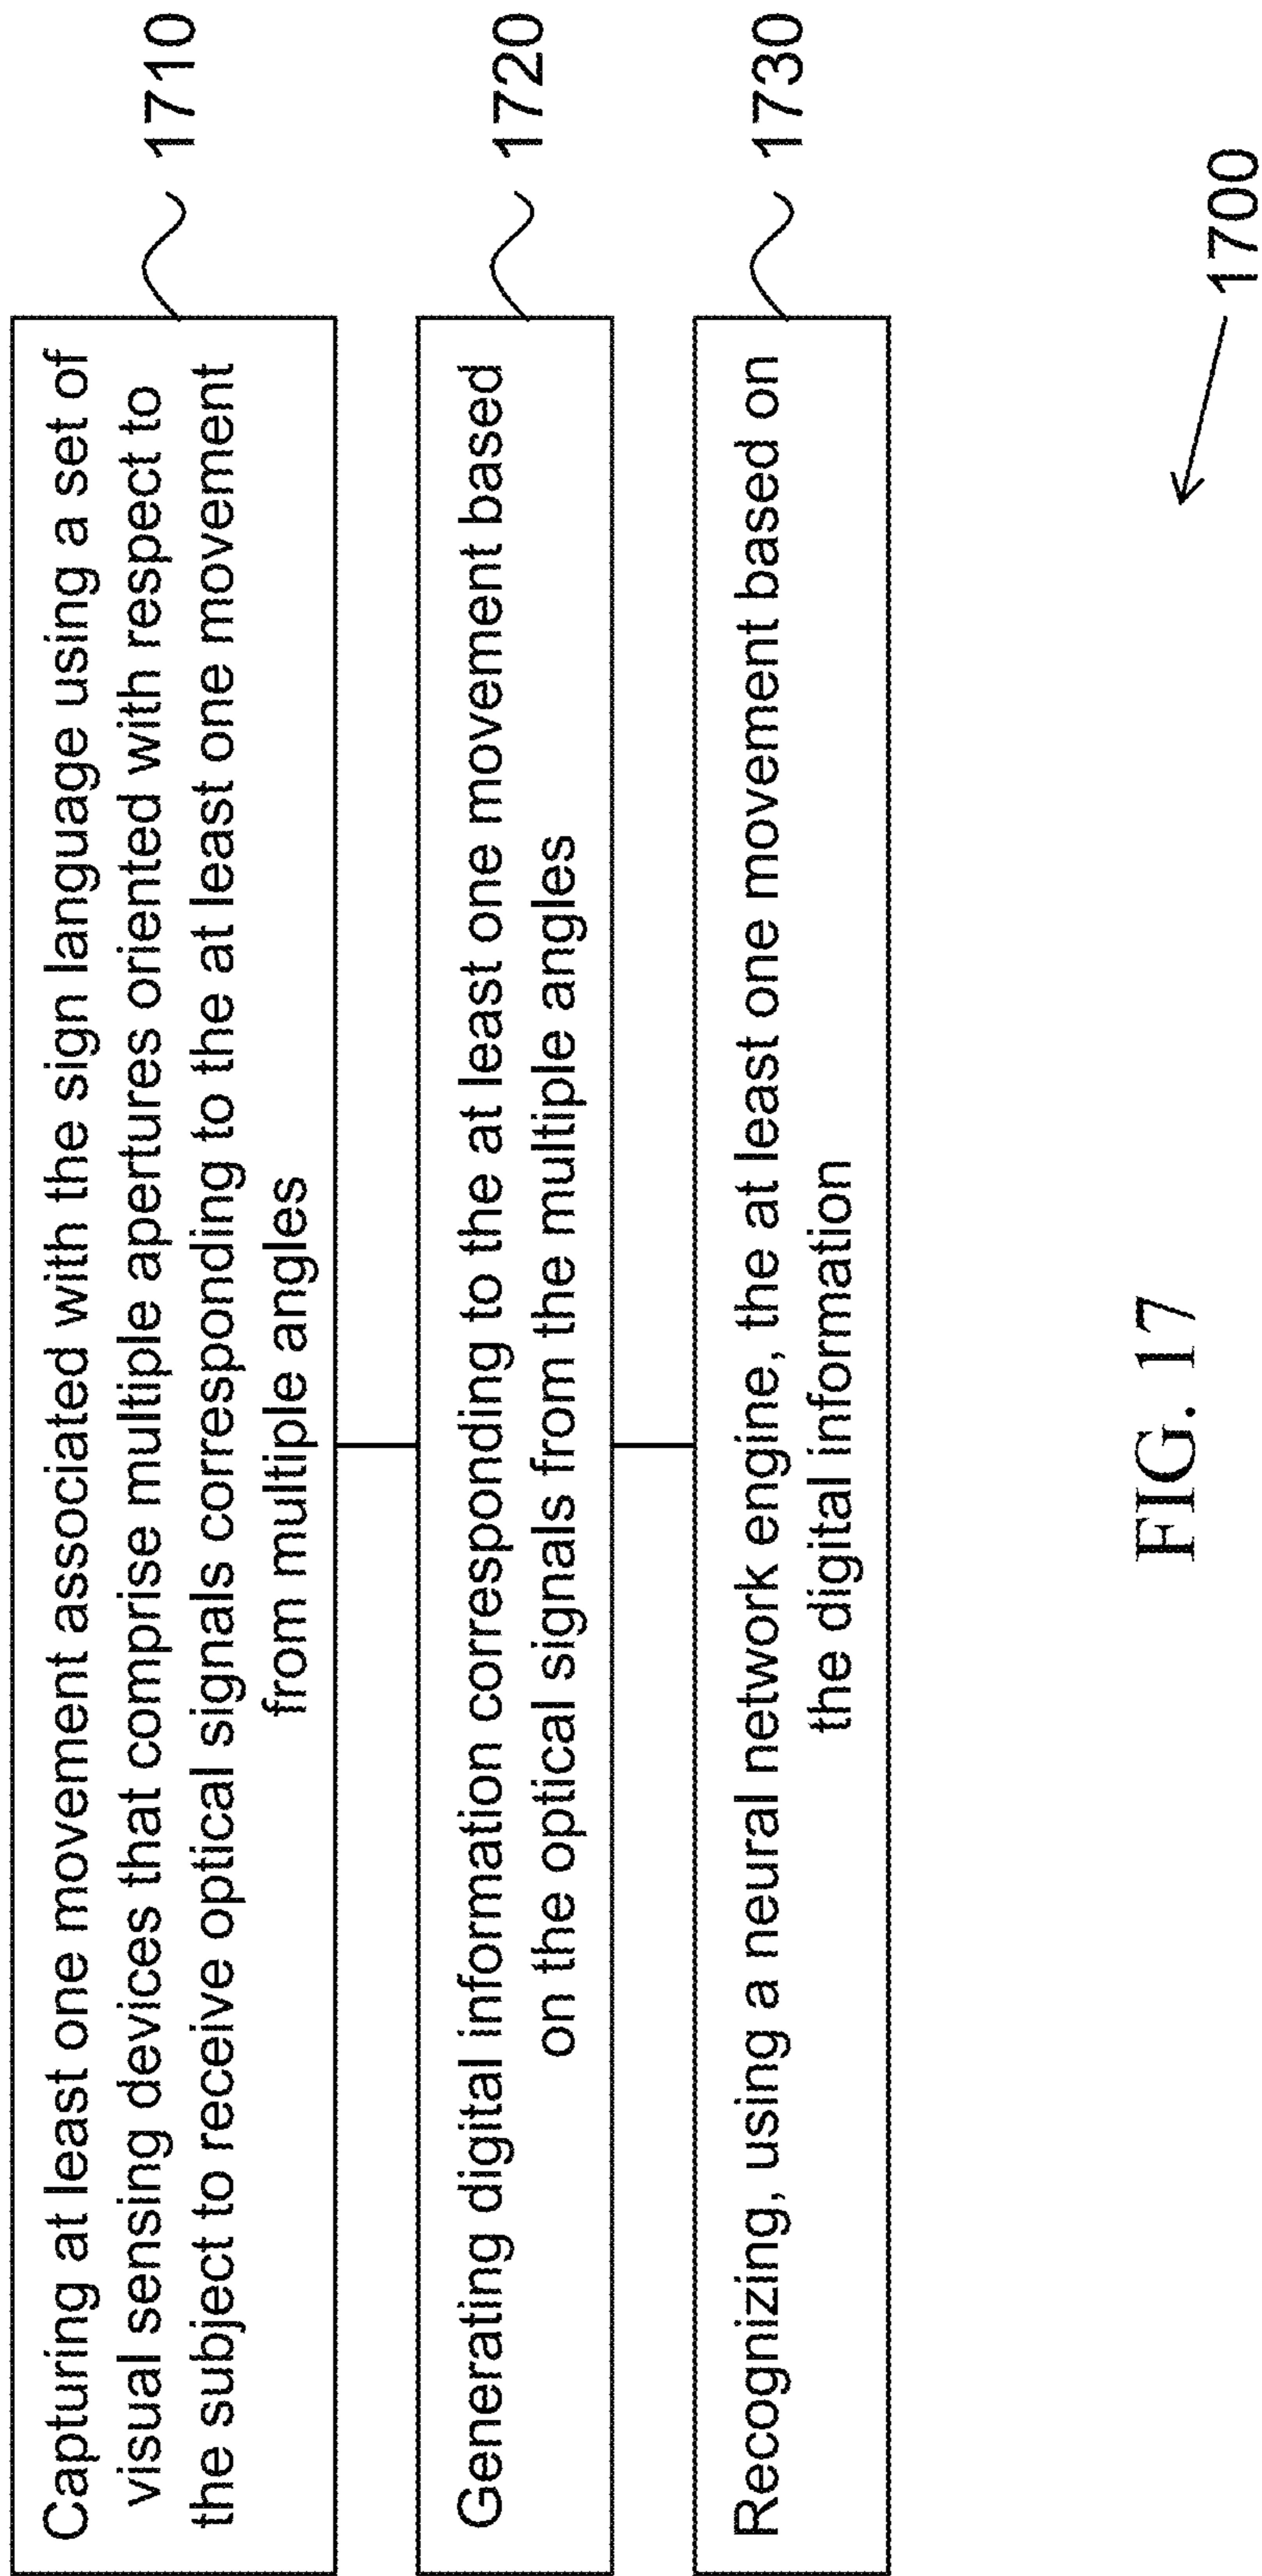 Capturing at least one movement associated with the sign language using a set of
visual sensing devices that comprise multiple apertures oriented with respect to
the subject to receive optical signals corresponding to the at least one movement
from multiple angles
1710
Generating digital information corresponding to the at least one movement based
on the optical signals from the multiple angles
1720
Recognizing, using a neural network engine, the at least one movement based on
the digital information
1730
1700
FIG. 17